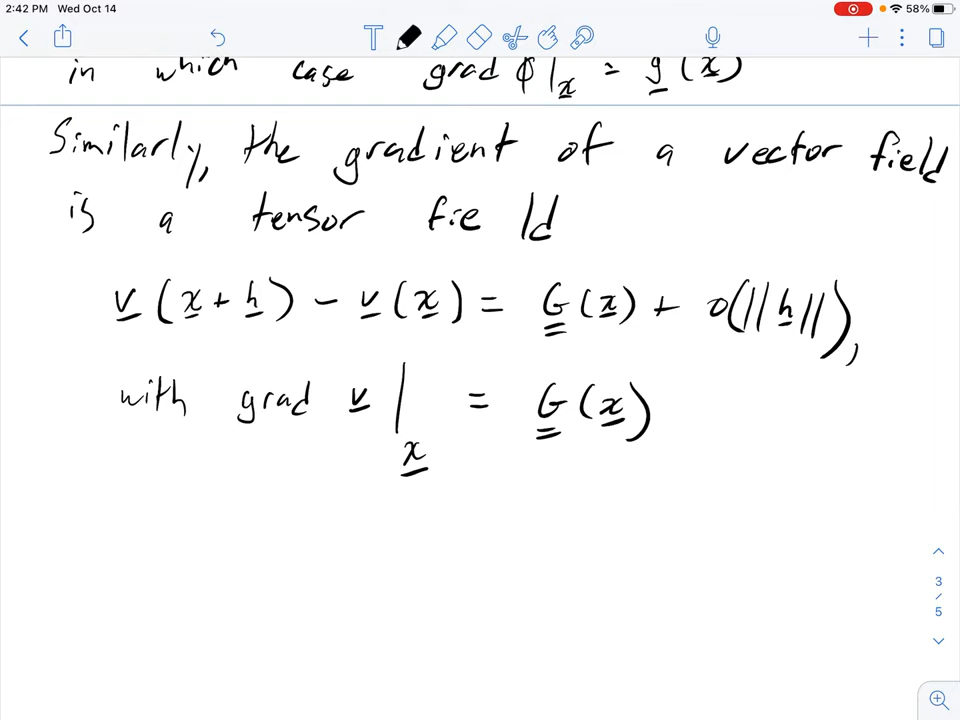 2:42 PM Wed Oct 14
58%
T
in which case grad ϕ|x = g(x)
Similarly, the gradient of a vector field
is a tensor field
v(x+h) - v(x) = G(x) + o(||h||),
with grad v|x = G(x)
3
/
5